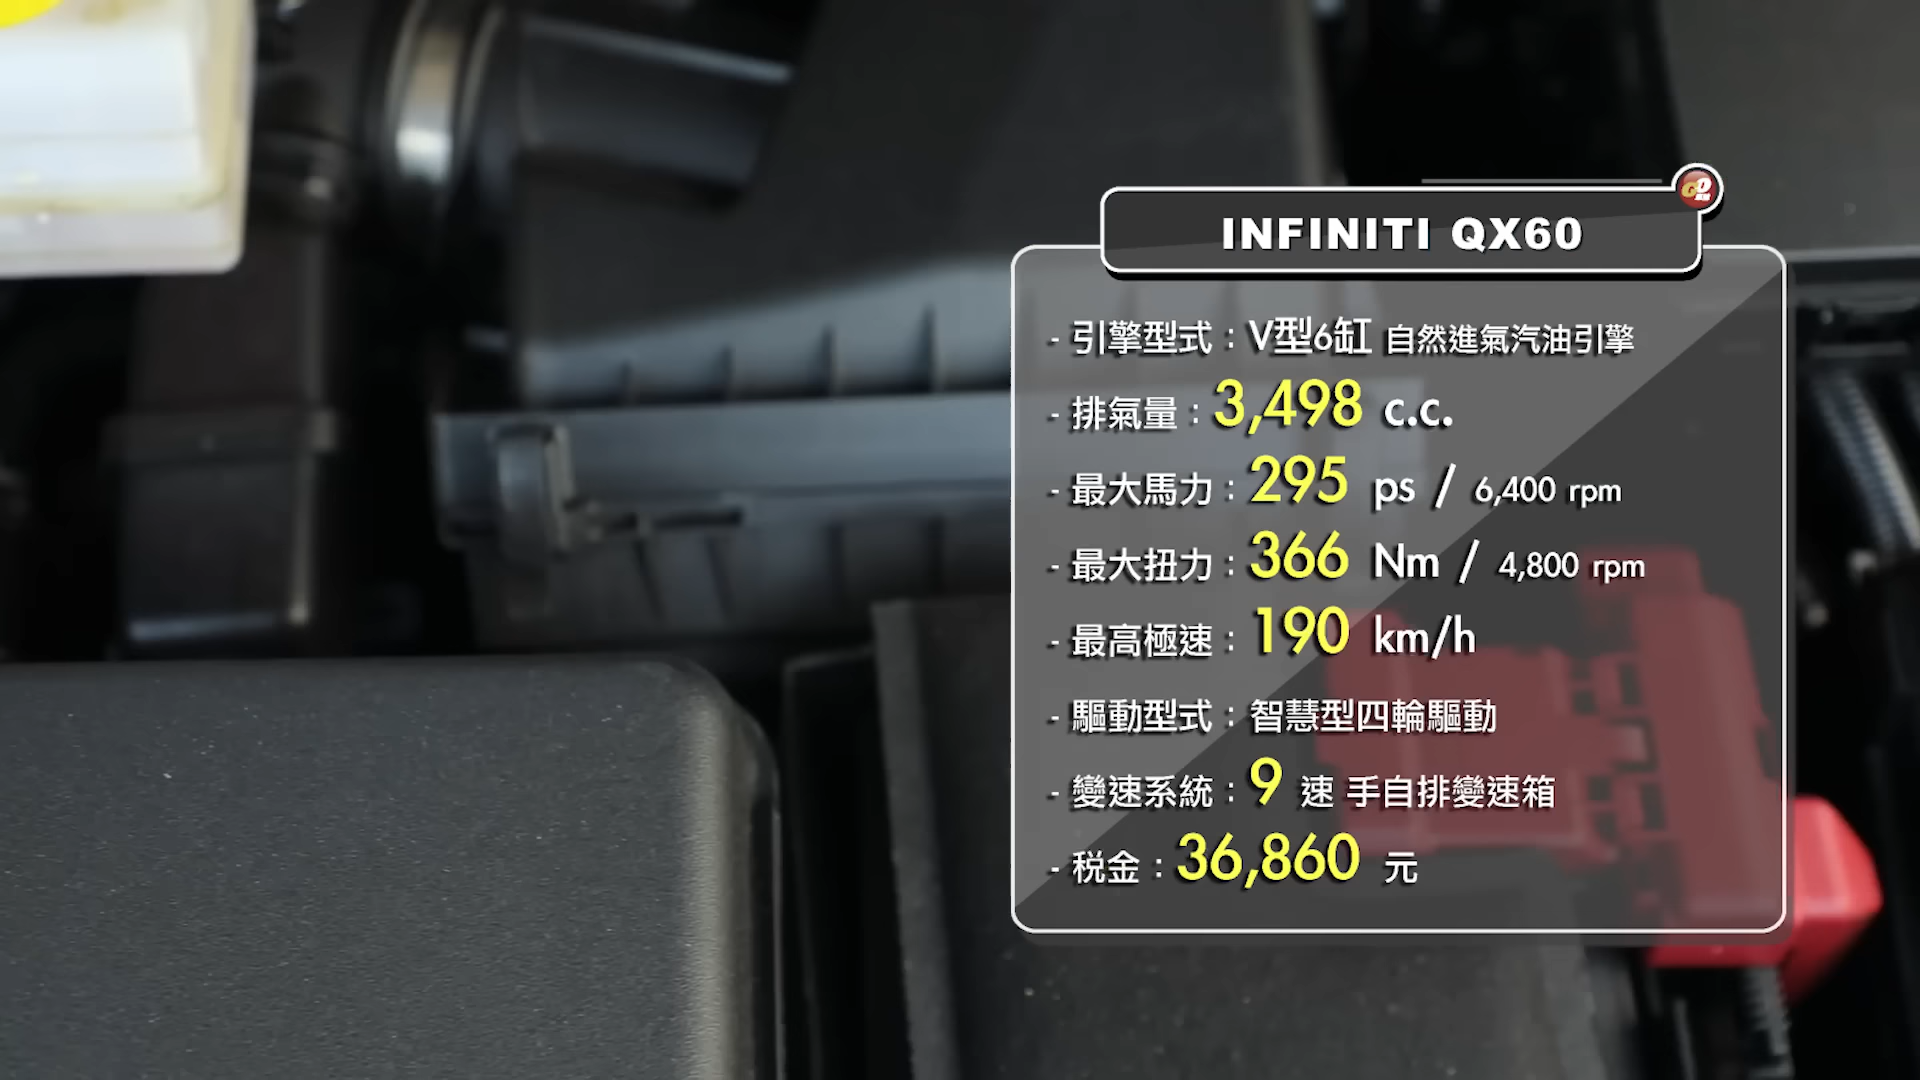 INFINITI QX60
- 引擎型式：V型6缸 自然進氣汽油引擎
- 排氣量：3,498 c.c.
- 最大馬力：295 ps / 6,400 rpm
- 最大扭力：366 Nm / 4,800 rpm
- 最高極速：190 km/h
- 驅動型式：智慧型四輪驅動
- 變速系統：9 速 手自排變速箱
- 税金：36,860 元